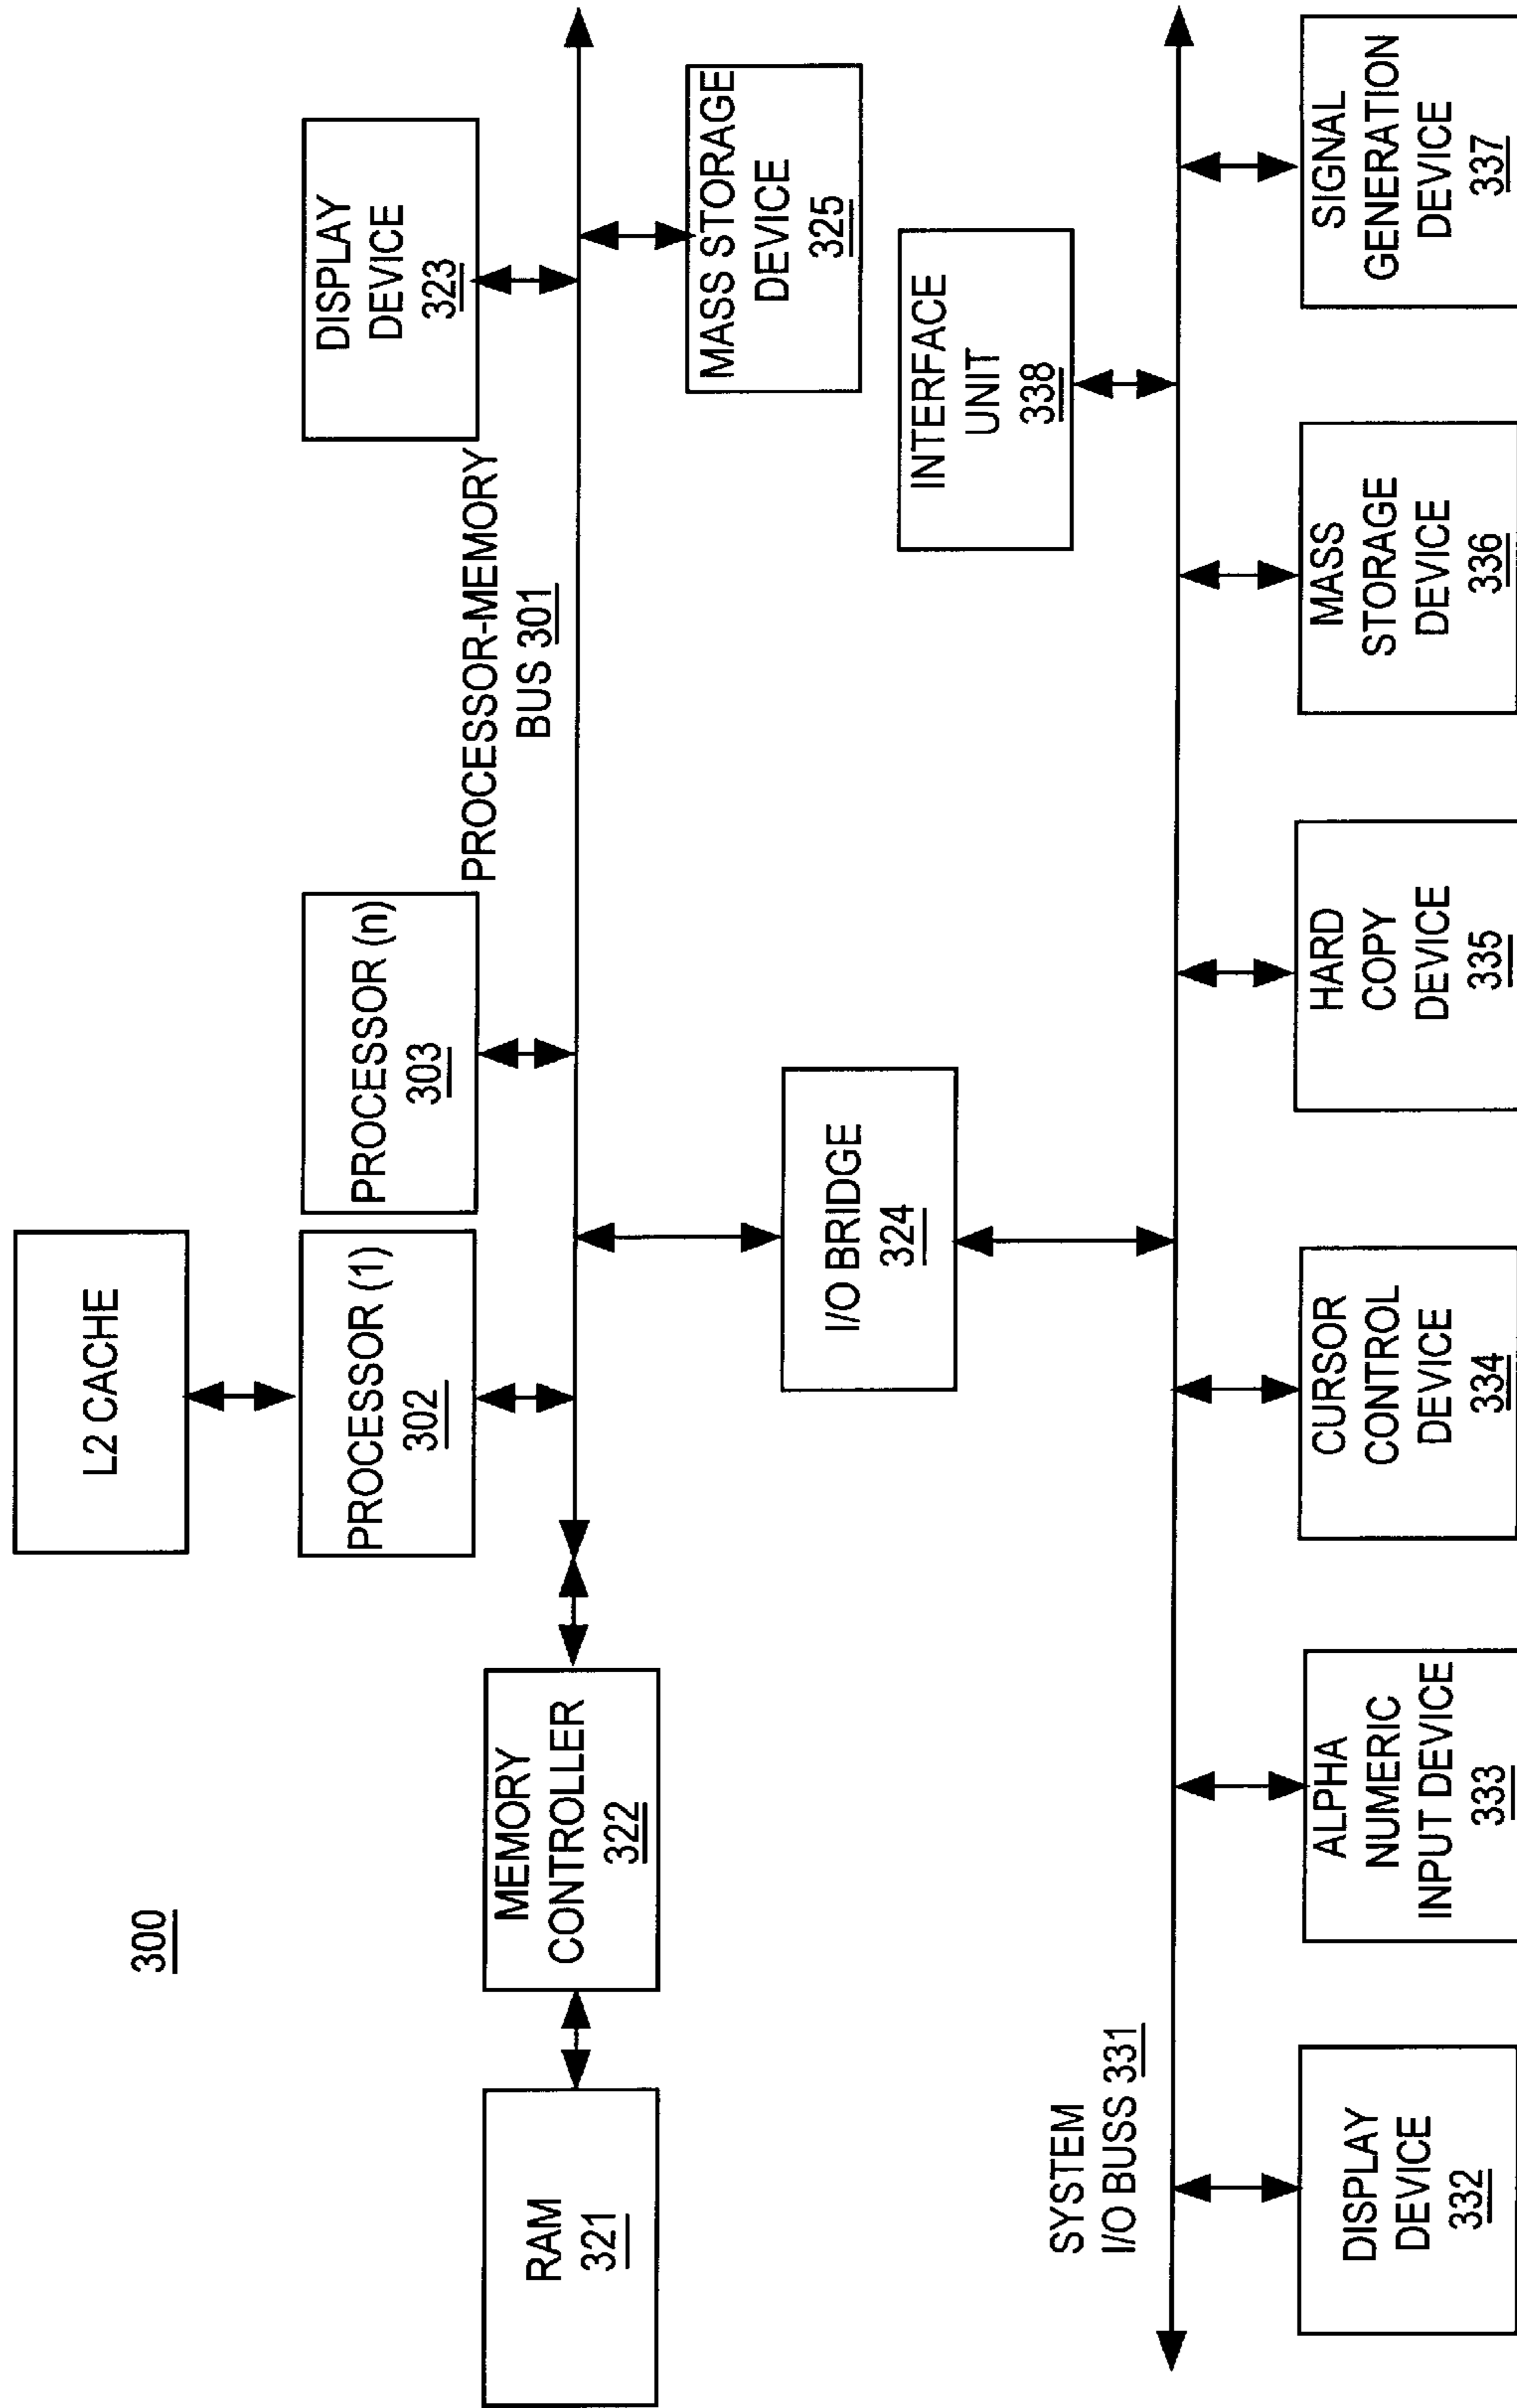 300
L2 CACHE
PROCESSOR (1)
302
PROCESSOR (n)
303
DISPLAY
DEVICE
323
PROCESSOR-MEMORY
BUS 301
RAM
321
MEMORY
CONTROLLER
322
MASS STORAGE
DEVICE
325
I/O BRIDGE
324
INTERFACE
UNIT
338
SYSTEM
I/O BUSS 331
DISPLAY
DEVICE
332
ALPHA
NUMERIC
INPUT DEVICE
333
CURSOR
CONTROL
DEVICE
334
HARD
COPY
DEVICE
335
MASS
STORAGE
DEVICE
336
SIGNAL
GENERATION
DEVICE
337